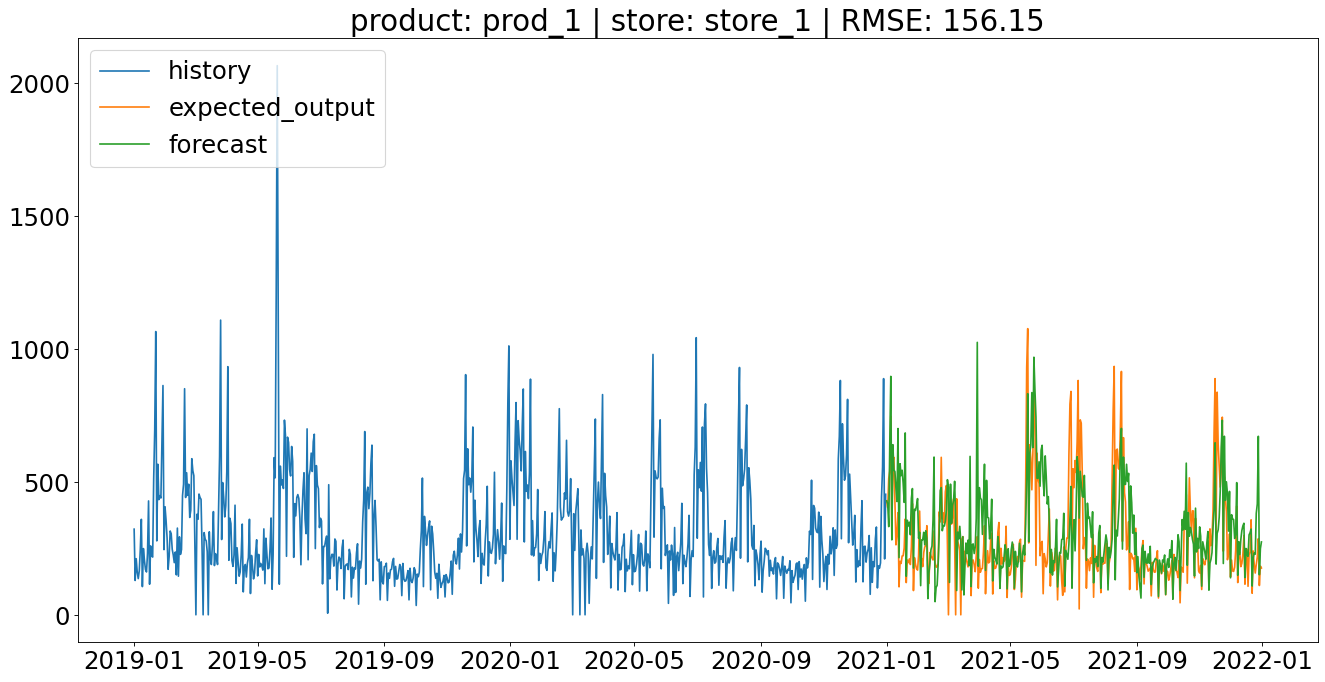 product: prod_1 | store: store_1 | RMSE: 156.15
history
expected_output
forecast
2000
1500
1000
500
0
2019-01 2019-05 2019-09 2020-01 2020-05 2020-09 2021-01 2021-05 2021-09 2022-01